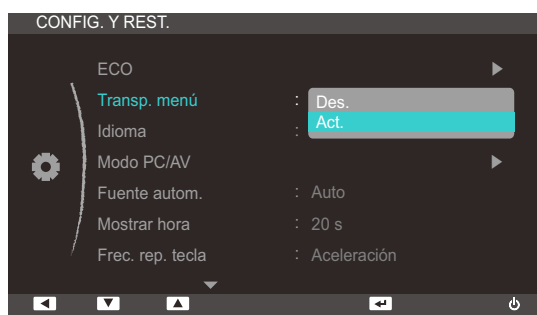 CONFIG. Y REST.
ECO
Transp. menú : Des.
Idioma : Act.
Modo PC/AV
Fuente autom. : Auto
Mostrar hora : 20 s
Frec. rep. tecla : Aceleración